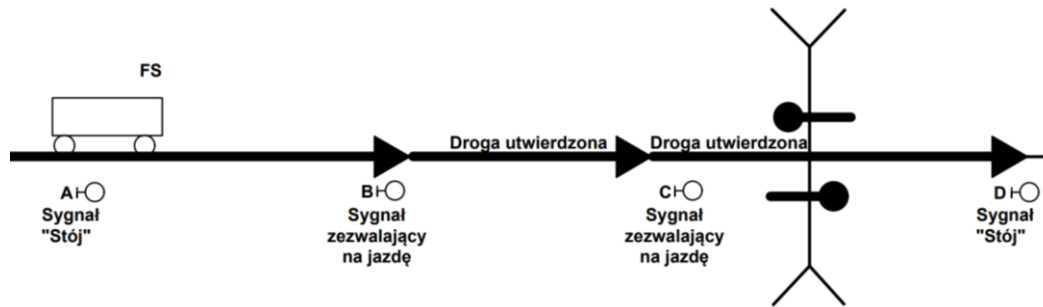 FS
Droga utwierdzona
Droga utwierdzona
A
Sygnał
"Stój"
B
Sygnał
zezwalający
na jazdę
C
Sygnał
zezwalający
na jazdę
D
Sygnał
"Stój"